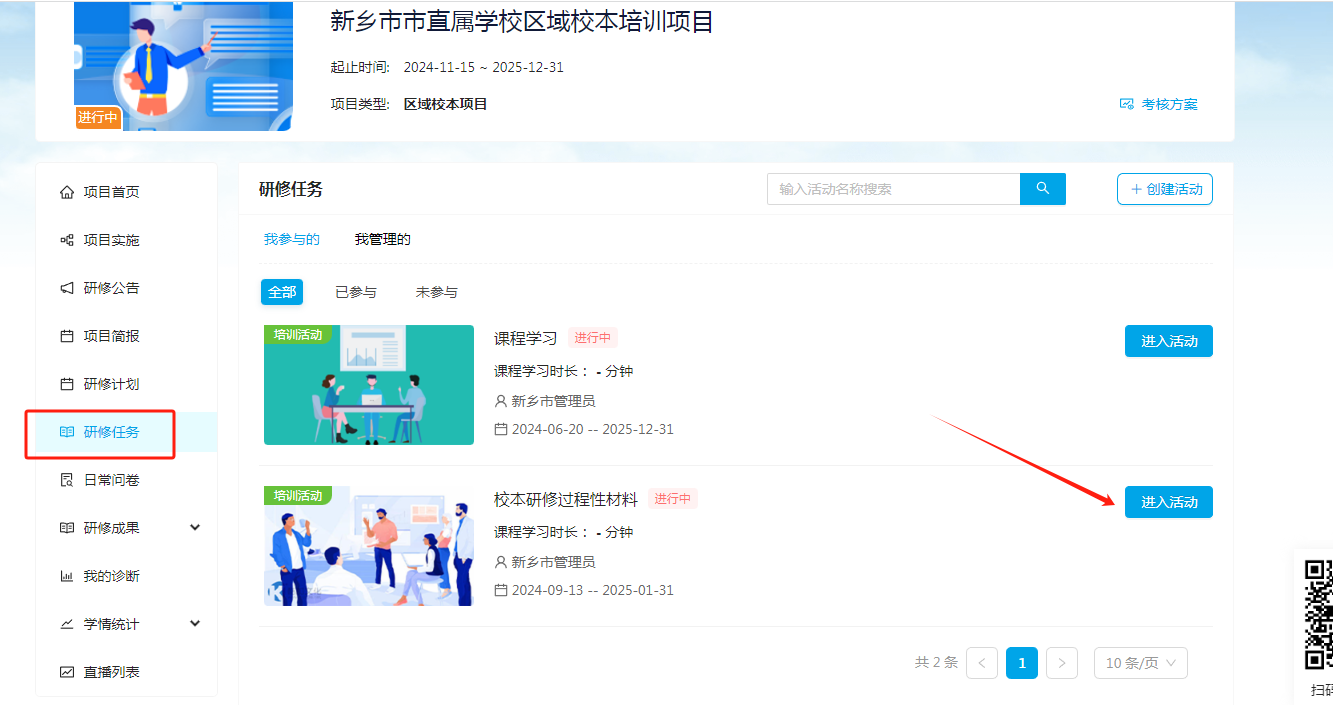 新乡市市直属学校区域校本培训项目
起止时间: 2024-11-15 ~ 2025-12-31
项目类型: 区域校本项目
进行中
考核方案
项目首页
项目实施
研修公告
项目简报
研修计划
研修任务
日常问卷
研修成果
我的诊断
学情统计
直播列表
研修任务
输入活动名称搜索
+ 创建活动
我参与的 我管理的
全部 已参与 未参与
培训活动
课程学习 进行中
进入活动
课程学习时长： - 分钟
新乡市管理员
2024-06-20 -- 2025-12-31
培训活动
校本研修过程性材料 进行中
进入活动
课程学习时长： - 分钟
新乡市管理员
2024-09-13 -- 2025-01-31
共 2 条 < 1 > 10 条/页
扫码